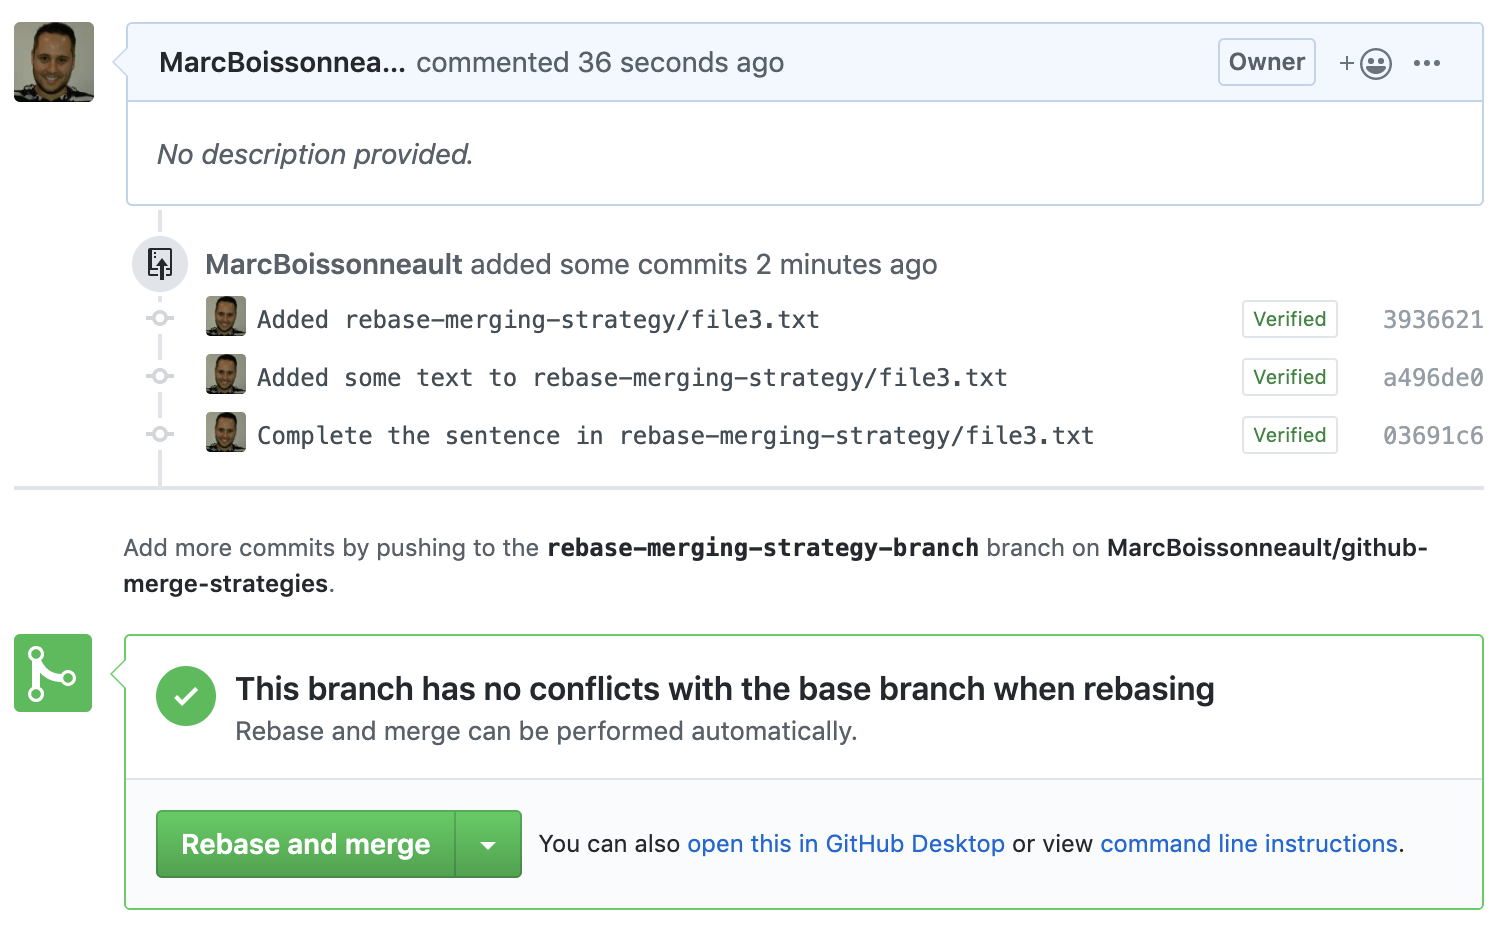 MarcBoissonnea... commented 36 seconds ago Owner + ...
No description provided.
MarcBoissonneault added some commits 2 minutes ago
Added rebase-merging-strategy/file3.txt Verified 3936621
Added some text to rebase-merging-strategy/file3.txt Verified a496de0
Complete the sentence in rebase-merging-strategy/file3.txt Verified 03691c6
Add more commits by pushing to the rebase-merging-strategy-branch branch on MarcBoissonneault/github-
merge-strategies.
This branch has no conflicts with the base branch when rebasing
Rebase and merge can be performed automatically.
Rebase and merge You can also open this in GitHub Desktop or view command line instructions.